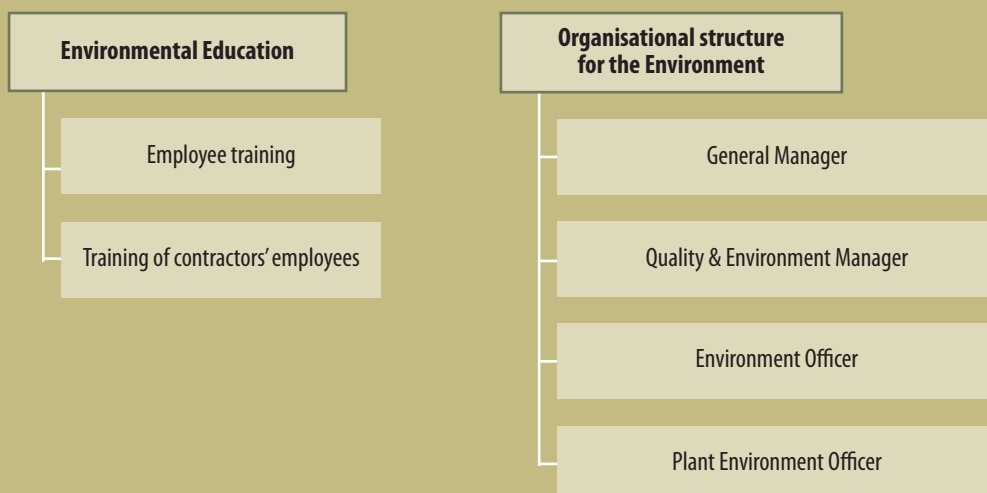 Environmental Education
Employee training
Training of contractors’ employees
Organisational structure
for the Environment
General Manager
Quality & Environment Manager
Environment Officer
Plant Environment Officer